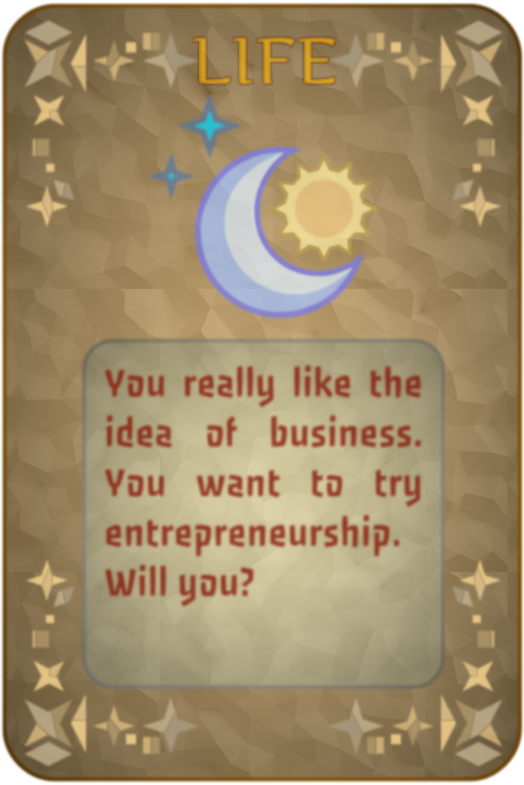 LIFE
You really like the
idea of business.
You want to try
entrepreneurship.
Will you?